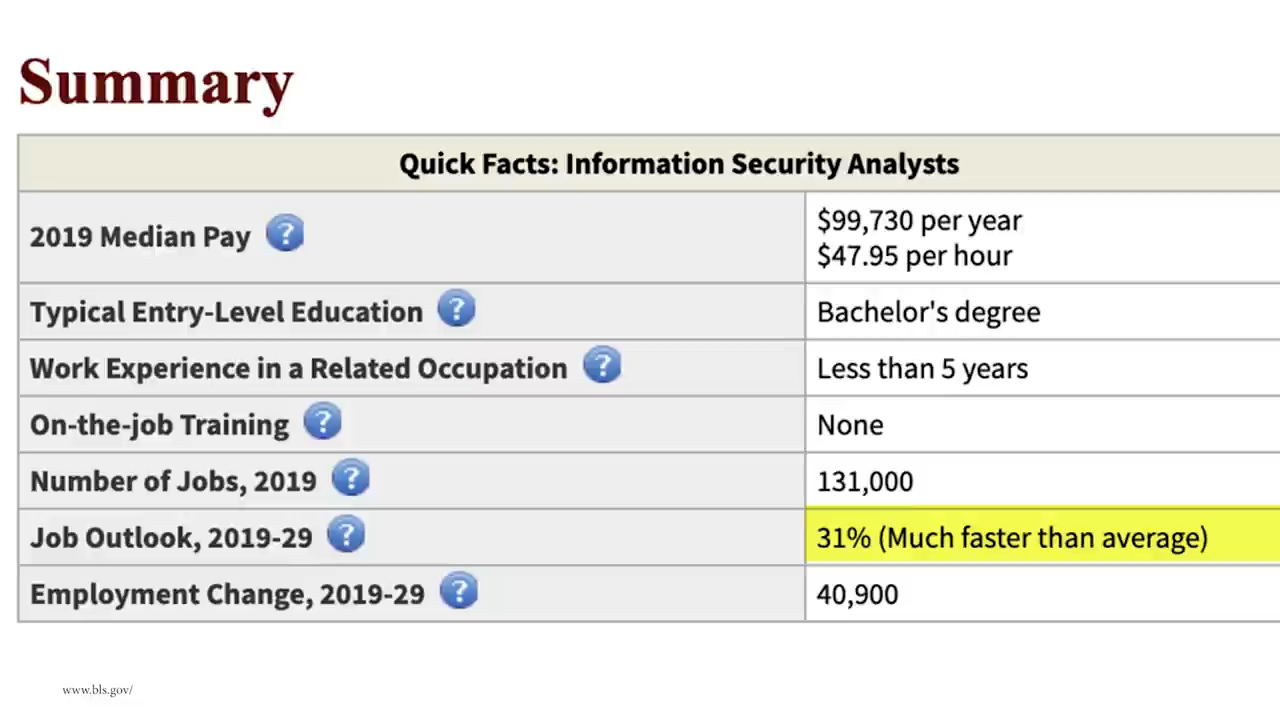 Summary
Quick Facts: Information Security Analysts
2019 Median Pay ?
$99,730 per year
$47.95 per hour
Typical Entry-Level Education ?
Bachelor's degree
Work Experience in a Related Occupation ?
Less than 5 years
On-the-job Training ?
None
Number of Jobs, 2019 ?
131,000
Job Outlook, 2019-29 ?
31% (Much faster than average)
Employment Change, 2019-29 ?
40,900
www.bls.gov/